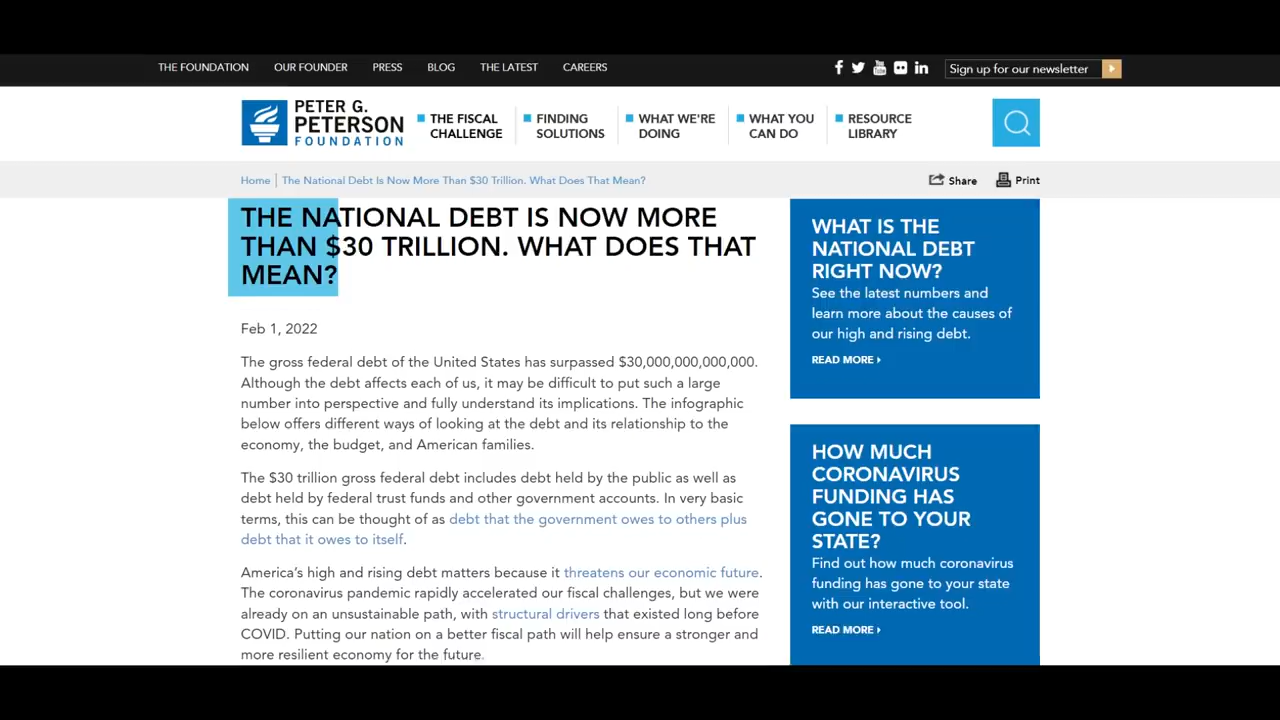 THE FOUNDATION OUR FOUNDER PRESS BLOG THE LATEST CAREERS Sign up for our newsletter
PETER G.
PETERSON
FOUNDATION
THE FISCAL
CHALLENGE
FINDING
SOLUTIONS
WHAT WE'RE
DOING
WHAT YOU
CAN DO
RESOURCE
LIBRARY
Home The National Debt Is Now More Than $30 Trillion. What Does That Mean? Share Print
THE NATIONAL DEBT IS NOW MORE
THAN $30 TRILLION. WHAT DOES THAT
MEAN?
Feb 1, 2022
The gross federal debt of the United States has surpassed $30,000,000,000,000.
Although the debt affects each of us, it may be difficult to put such a large
number into perspective and fully understand its implications. The infographic
below offers different ways of looking at the debt and its relationship to the
economy, the budget, and American families.
The $30 trillion gross federal debt includes debt held by the public as well as
debt held by federal trust funds and other government accounts. In very basic
terms, this can be thought of as debt that the government owes to others plus
debt that it owes to itself.
America's high and rising debt matters because it threatens our economic future.
The coronavirus pandemic rapidly accelerated our fiscal challenges, but we were
already on an unsustainable path, with structural drivers that existed long before
COVID. Putting our nation on a better fiscal path will help ensure a stronger and
more resilient economy for the future.
WHAT IS THE
NATIONAL DEBT
RIGHT NOW?
See the latest numbers and
learn more about the causes of
our high and rising debt.
READ MORE
HOW MUCH
CORONAVIRUS
FUNDING HAS
GONE TO YOUR
STATE?
Find out how much coronavirus
funding has gone to your state
with our interactive tool.
READ MORE